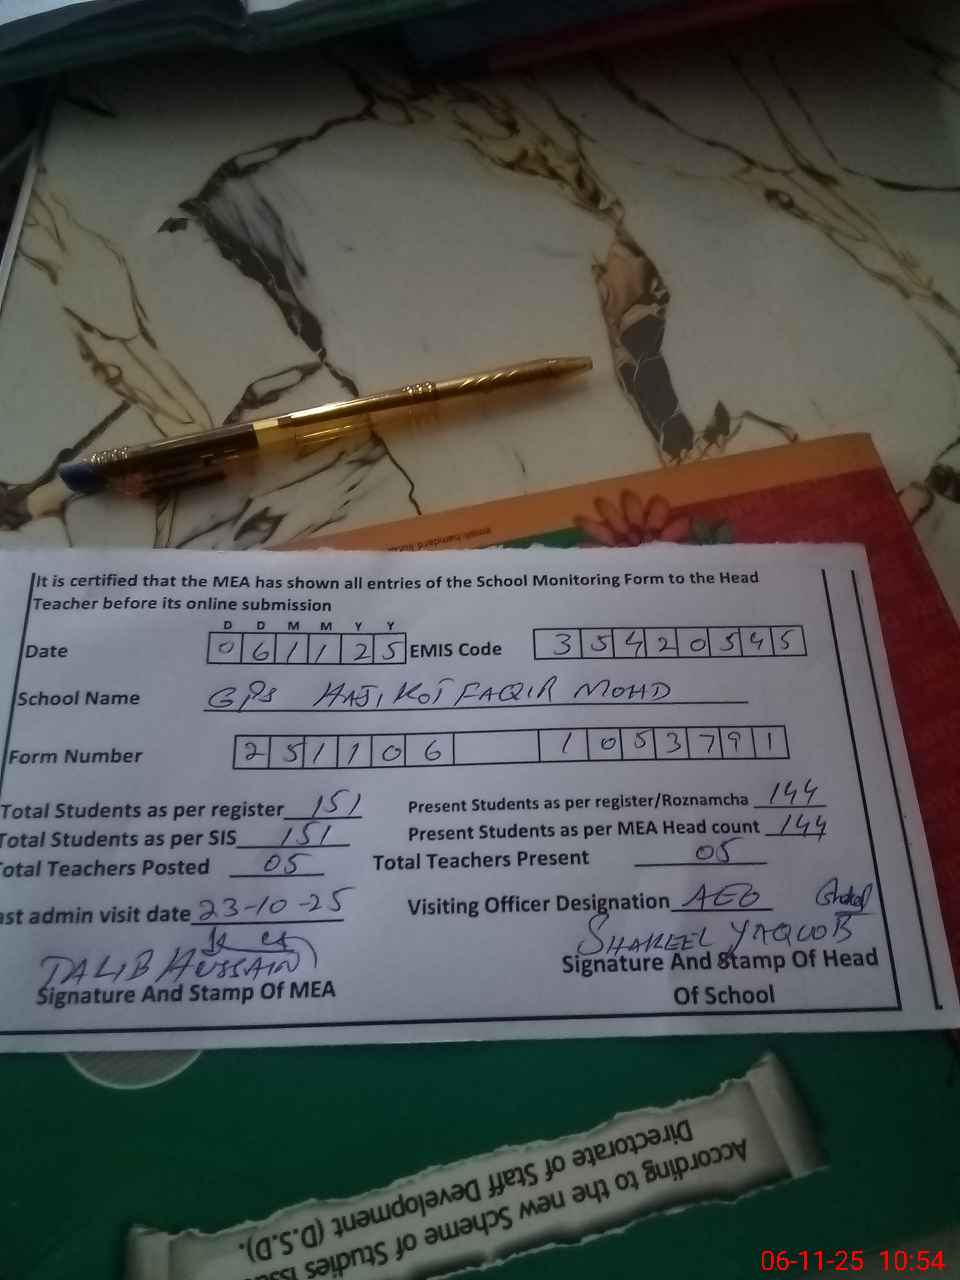 It is certified that the MEA has shown all entries of the School Monitoring Form to the Head
Teacher before its online submission
D D M M Y Y
Date 0 6 1 1 2 5 EMIS Code 3 5 4 2 0 5 4 5
School Name GPS HAJI KOT FAQIR MOHD
Form Number 2 5 1 1 0 6 1 0 5 3 7 9 1
Total Students as per register 151 Present Students as per register/Roznamcha 144
Total Students as per SIS 151 Present Students as per MEA Head count 144
Total Teachers Posted 05 Total Teachers Present 05
ast admin visit date 23-10-25 Visiting Officer Designation AEO
TALIB HUSSAIN SHAKEEL YAQUOB
Signature And Stamp Of MEA Signature And Stamp Of Head
Of School
According to the new Scheme of Studies
Directorate of Staff Development (D.S.D).
06-11-25 10:54